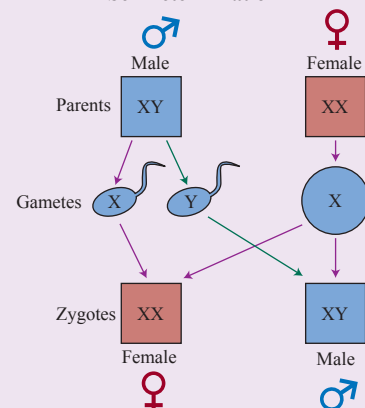 Male Female
Parents XY XX
Gametes X Y X
Zygotes XX XY
Female Male